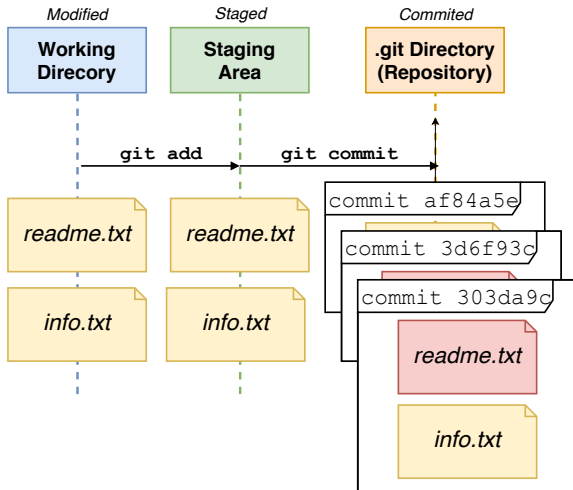 Modified
Staged
Commited
Working
Direcory
Staging
Area
.git Directory
(Repository)
git add
git commit
commit af84a5e
readme.txt
readme.txt
commit 3d6f93c
commit 303da9c
info.txt
info.txt
readme.txt
info.txt